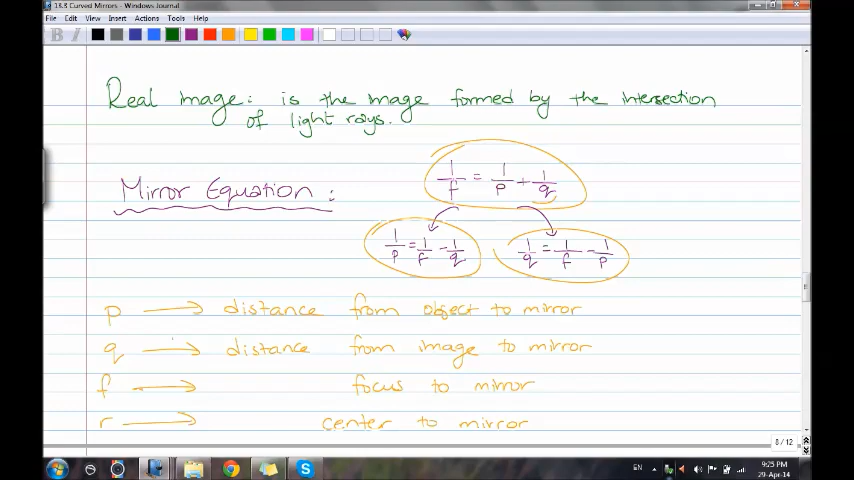 18.8 Curved Mirrors - Windows Journal
File Edit View Insert Actions Tools Help
Real image: is the image formed by the intersection
of light rays.
Mirror Equation:
1/f = 1/p + 1/q
1/p = 1/f - 1/q
1/q = 1/f - 1/p
p → distance from object to mirror
q → distance from image to mirror
f → focus to mirror
r → center to mirror
8 / 12
EN
9:25 PM
29-Apr-14